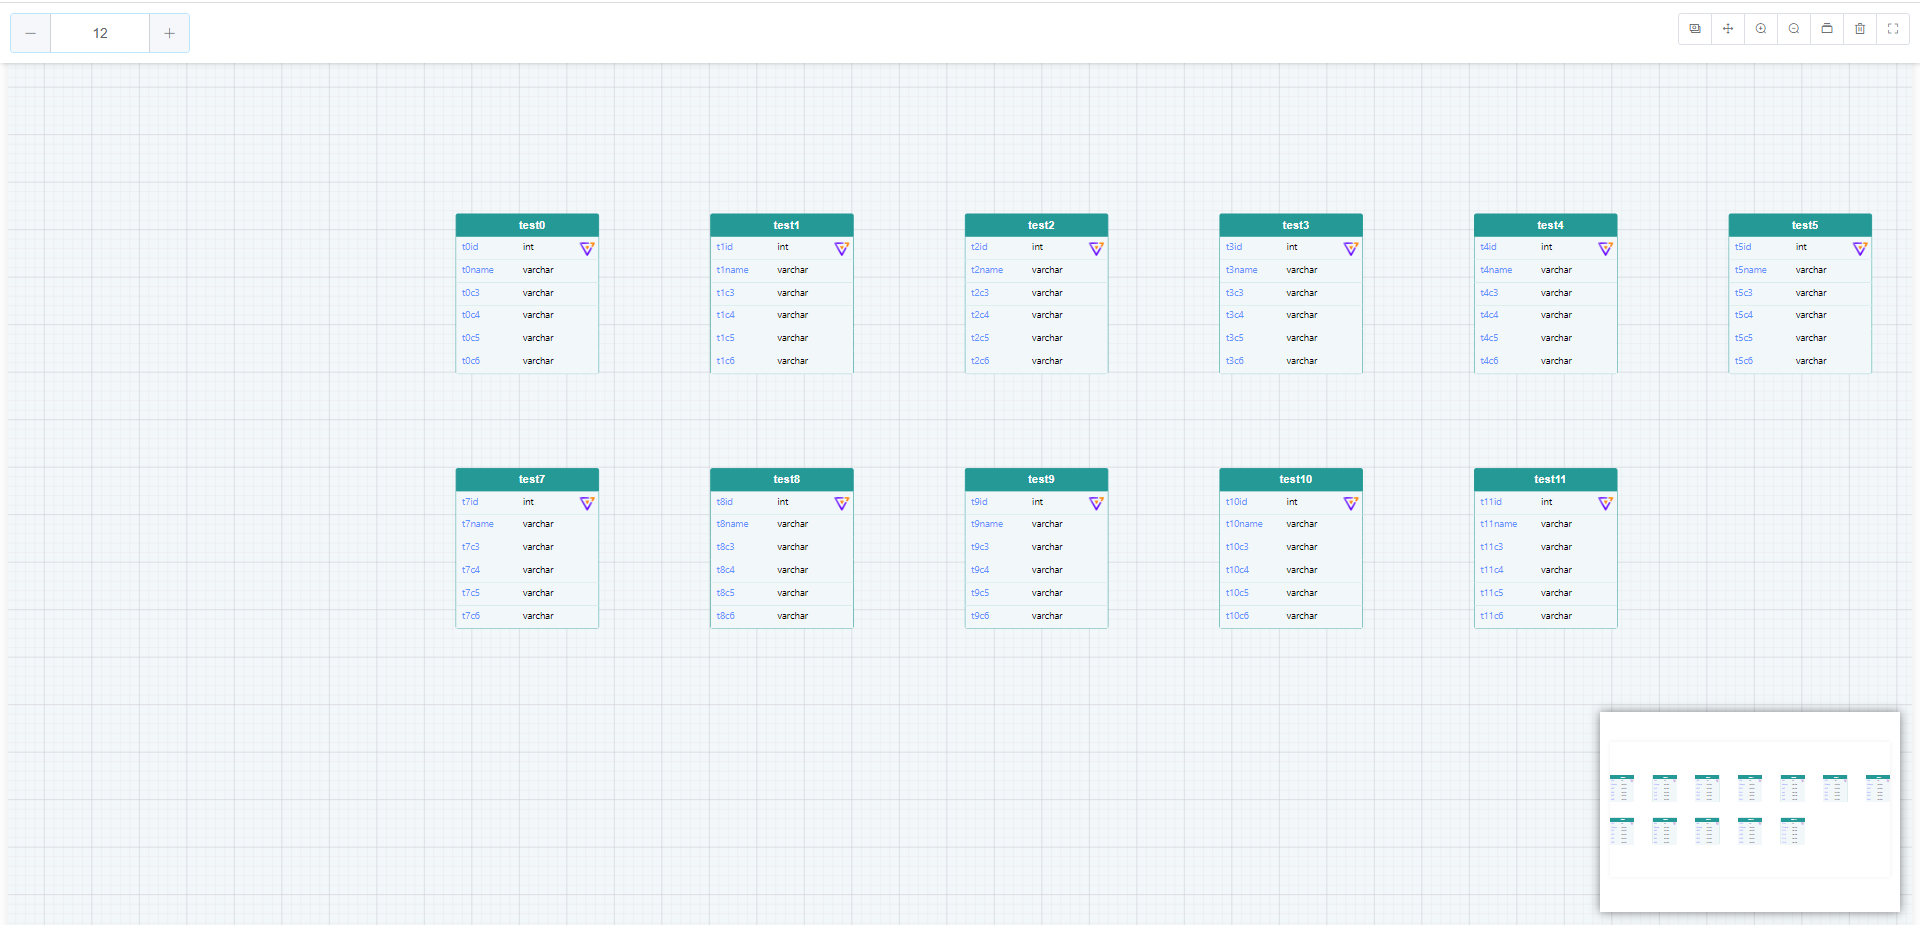 12
test0
t0id int
t0name varchar
t0c3 varchar
t0c4 varchar
t0c5 varchar
t0c6 varchar
test1
t1id int
t1name varchar
t1c3 varchar
t1c4 varchar
t1c5 varchar
t1c6 varchar
test2
t2id int
t2name varchar
t2c3 varchar
t2c4 varchar
t2c5 varchar
t2c6 varchar
test3
t3id int
t3name varchar
t3c3 varchar
t3c4 varchar
t3c5 varchar
t3c6 varchar
test4
t4id int
t4name varchar
t4c3 varchar
t4c4 varchar
t4c5 varchar
t4c6 varchar
test5
t5id int
t5name varchar
t5c3 varchar
t5c4 varchar
t5c5 varchar
t5c6 varchar
test7
t7id int
t7name varchar
t7c3 varchar
t7c4 varchar
t7c5 varchar
t7c6 varchar
test8
t8id int
t8name varchar
t8c3 varchar
t8c4 varchar
t8c5 varchar
t8c6 varchar
test9
t9id int
t9name varchar
t9c3 varchar
t9c4 varchar
t9c5 varchar
t9c6 varchar
test10
t10id int
t10name varchar
t10c3 varchar
t10c4 varchar
t10c5 varchar
t10c6 varchar
test11
t11id int
t11name varchar
t11c3 varchar
t11c4 varchar
t11c5 varchar
t11c6 varchar